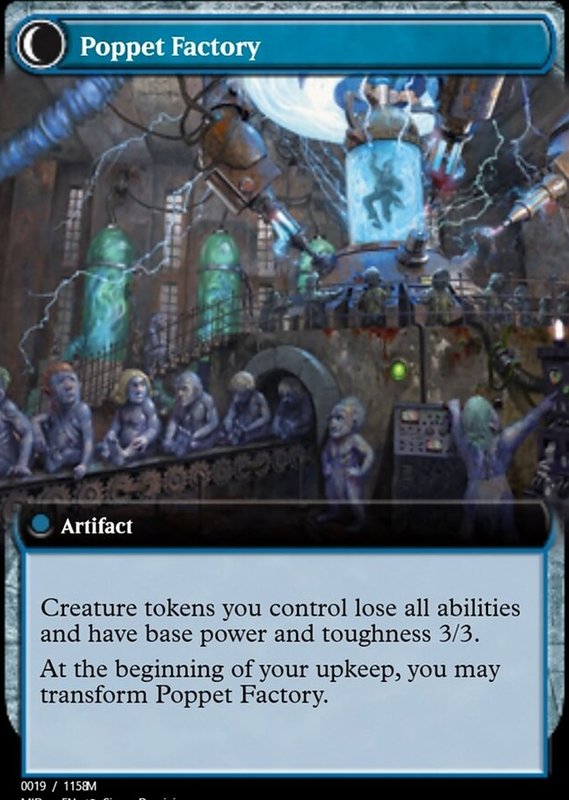 Poppet Factory
Artifact
Creature tokens you control lose all abilities
and have base power and toughness 3/3.
At the beginning of your upkeep, you may
transform Poppet Factory.
0019 / 1158M